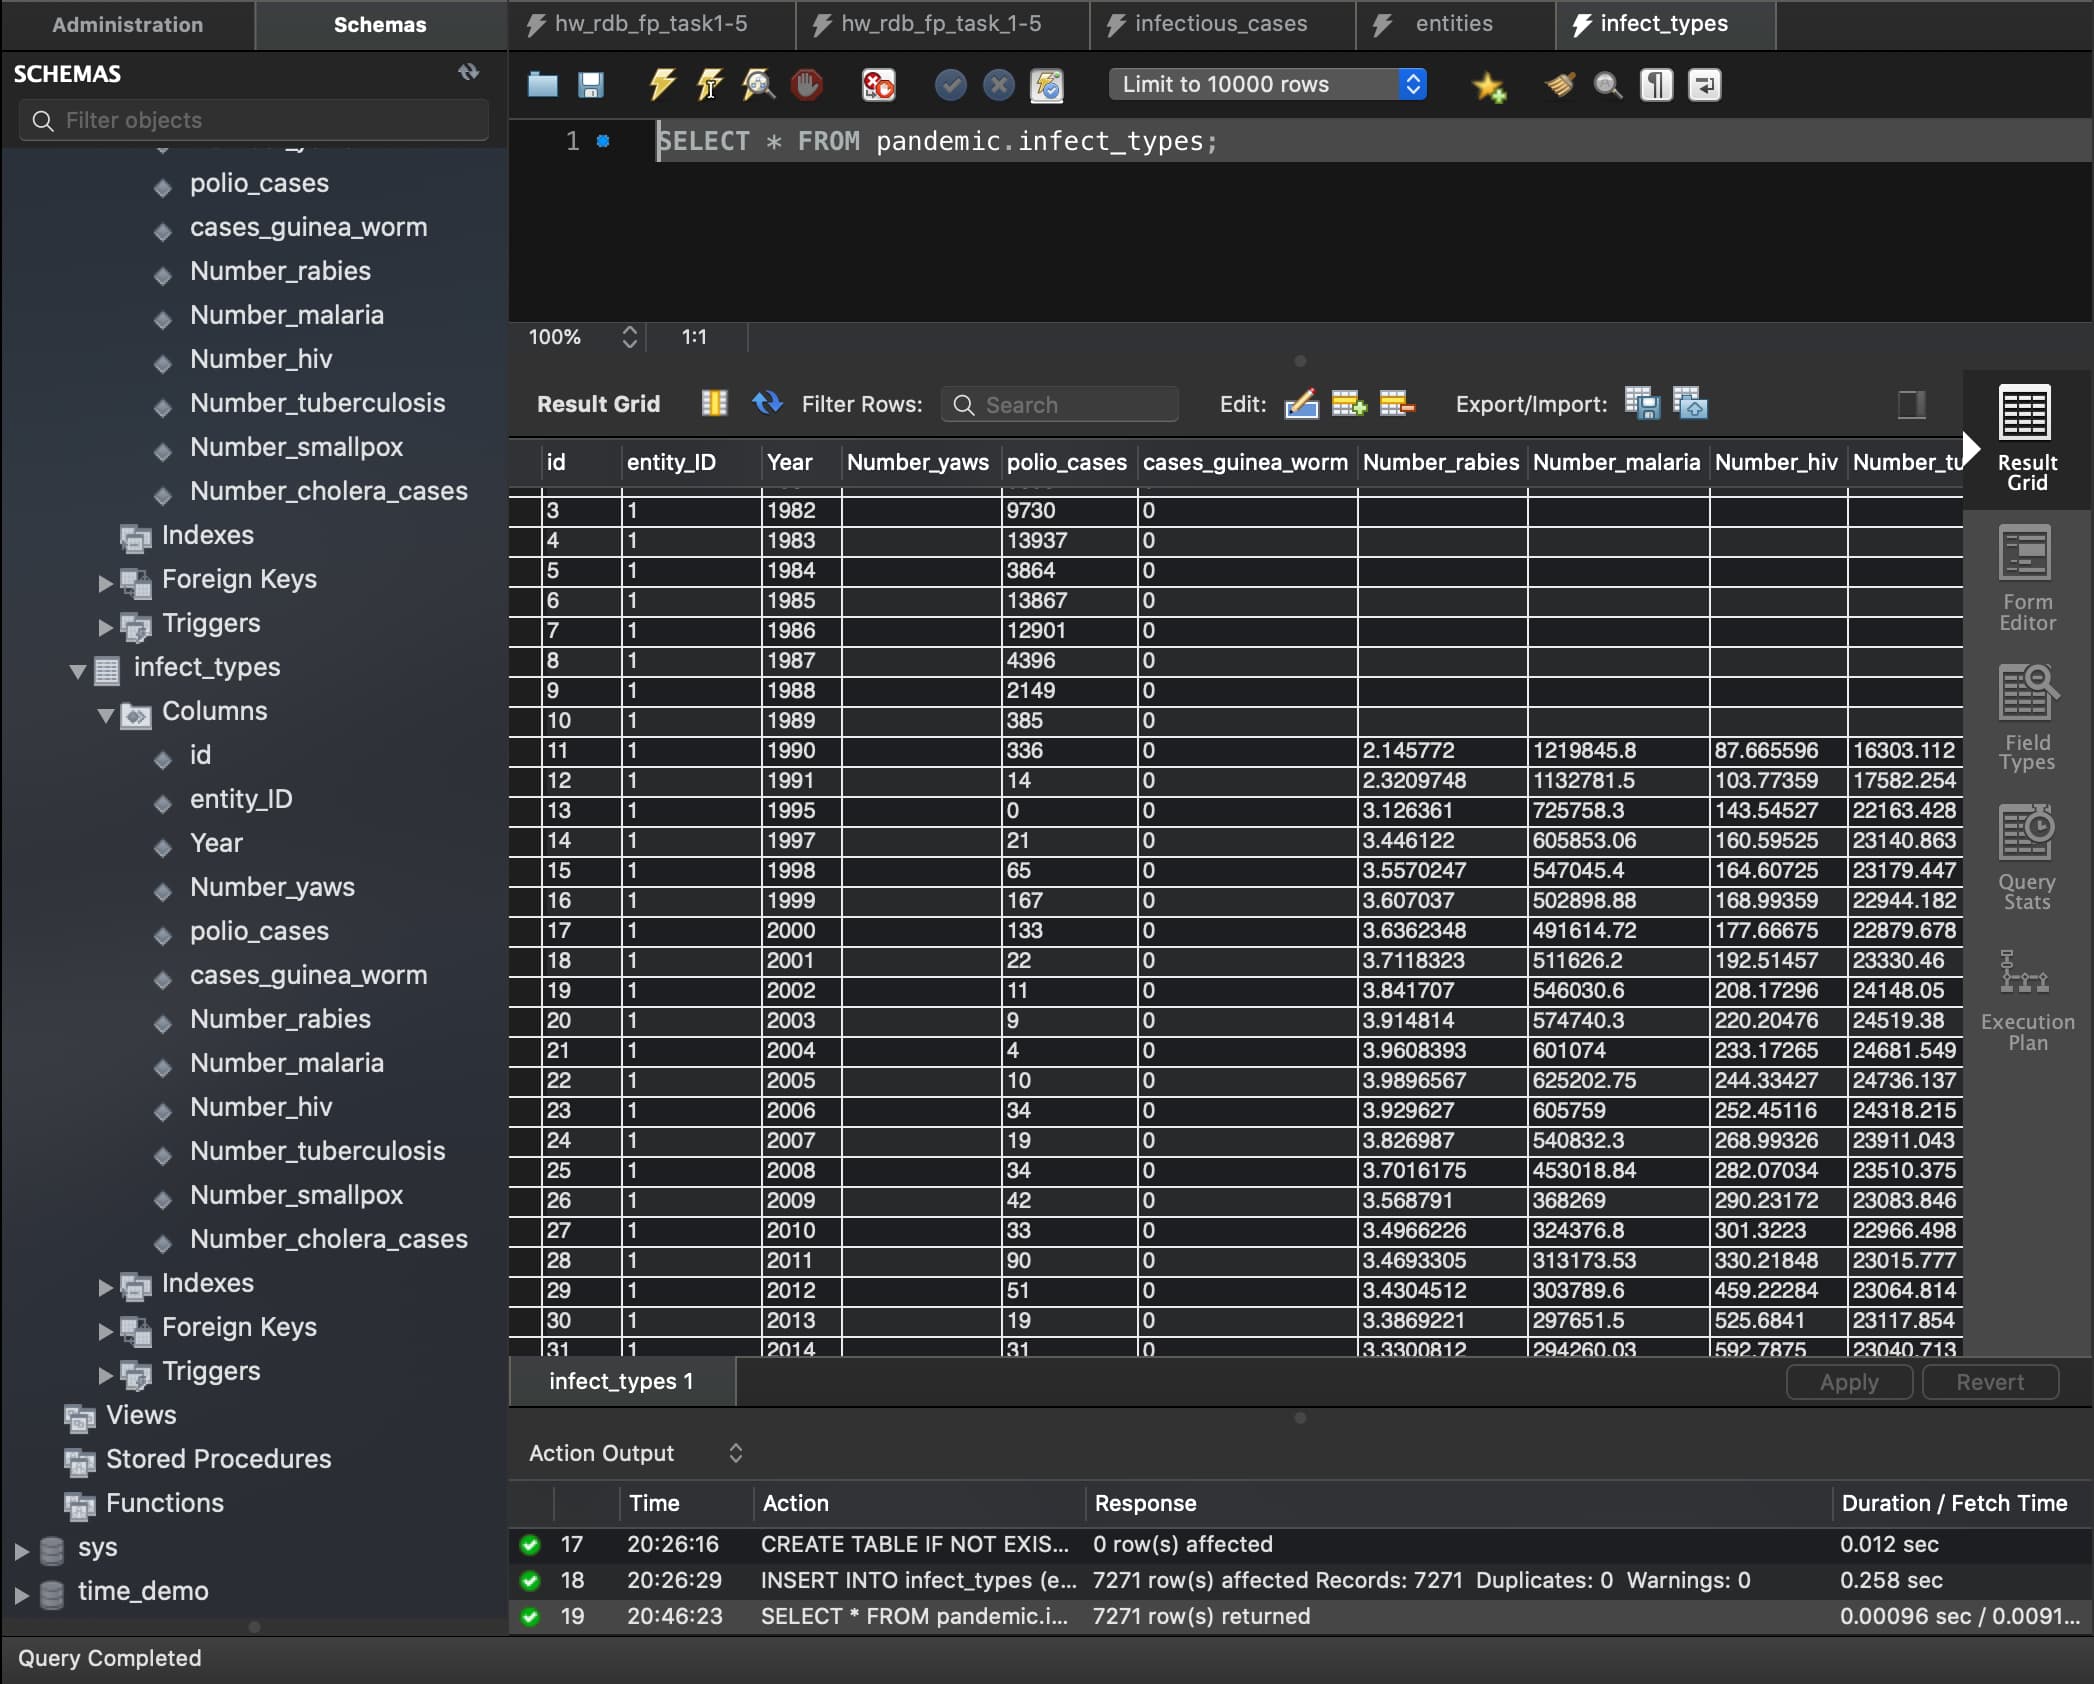 Administration
Schemas
hw_rdb_fp_task1-5
hw_rdb_fp_task_1-5
infectious_cases
entities
infect_types
SCHEMAS
Filter objects
polio_cases
cases_guinea_worm
Number_rabies
Number_malaria
Number_hiv
Number_tuberculosis
Number_smallpox
Number_cholera_cases
Indexes
Foreign Keys
Triggers
infect_types
Columns
id
entity_ID
Year
Number_yaws
polio_cases
cases_guinea_worm
Number_rabies
Number_malaria
Number_hiv
Number_tuberculosis
Number_smallpox
Number_cholera_cases
Indexes
Foreign Keys
Triggers
Views
Stored Procedures
Functions
sys
time_demo
Limit to 10000 rows
1 SELECT * FROM pandemic.infect_types;
100% 1:1
Result Grid Filter Rows: Search Edit: Export/Import:
id entity_ID Year Number_yaws polio_cases cases_guinea_worm Number_rabies Number_malaria Number_hiv Number_tu
3 1 1982 9730 0
4 1 1983 13937 0
5 1 1984 3864 0
6 1 1985 13867 0
7 1 1986 12901 0
8 1 1987 4396 0
9 1 1988 2149 0
10 1 1989 385 0
11 1 1990 336 0 2.145772 1219845.8 87.665596 16303.112
12 1 1991 14 0 2.3209748 1132781.5 103.77359 17582.254
13 1 1995 0 0 3.126361 725758.3 143.54527 22163.428
14 1 1997 21 0 3.446122 605853.06 160.59525 23140.863
15 1 1998 65 0 3.5570247 547045.4 164.60725 23179.447
16 1 1999 167 0 3.607037 502898.88 168.99359 22944.182
17 1 2000 133 0 3.6362348 491614.72 177.66675 22879.678
18 1 2001 22 0 3.7118323 511626.2 192.51457 23330.46
19 1 2002 11 0 3.841707 546030.6 208.17296 24148.05
20 1 2003 9 0 3.914814 574740.3 220.20476 24519.38
21 1 2004 4 0 3.9608393 601074 233.17265 24681.549
22 1 2005 10 0 3.9896567 625202.75 244.33427 24736.137
23 1 2006 34 0 3.929627 605759 252.45116 24318.215
24 1 2007 19 0 3.826987 540832.3 268.99326 23911.043
25 1 2008 34 0 3.7016175 453018.84 282.07034 23510.375
26 1 2009 42 0 3.568791 368269 290.23172 23083.846
27 1 2010 33 0 3.4966226 324376.8 301.3223 22966.498
28 1 2011 90 0 3.4693305 313173.53 330.21848 23015.777
29 1 2012 51 0 3.4304512 303789.6 459.22284 23064.814
30 1 2013 19 0 3.3869221 297651.5 525.6841 23117.854
31 1 2014 31 0 3.3300812 294260.03 592.7875 23040.713
Result
Grid
Form
Editor
Field
Types
Query
Stats
Execution
Plan
infect_types 1
Apply
Revert
Action Output
Time Action Response Duration / Fetch Time
17 20:26:16 CREATE TABLE IF NOT EXIS... 0 row(s) affected 0.012 sec
18 20:26:29 INSERT INTO infect_types (e... 7271 row(s) affected Records: 7271 Duplicates: 0 Warnings: 0 0.258 sec
19 20:46:23 SELECT * FROM pandemic.i... 7271 row(s) returned 0.00096 sec / 0.0091...
Query Completed